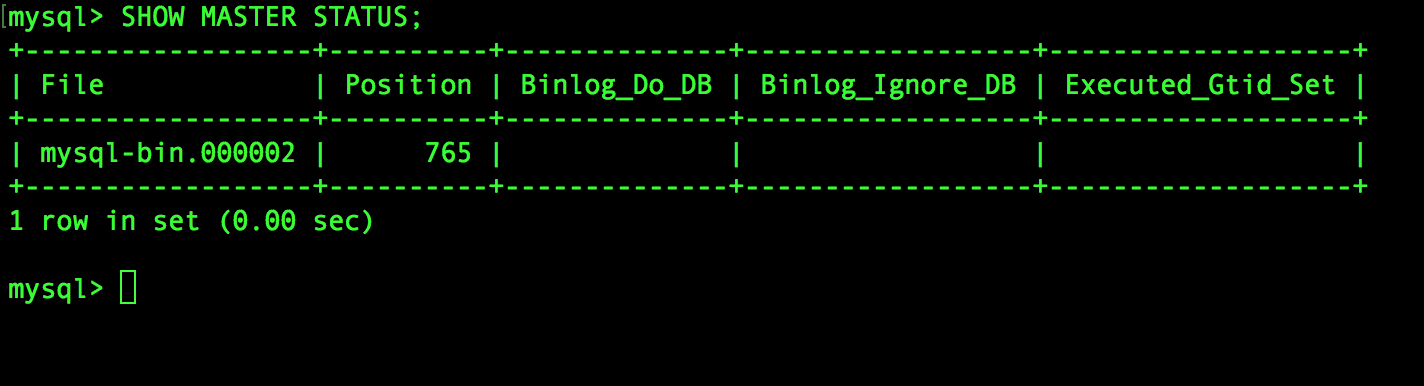 mysql> SHOW MASTER STATUS;
+------------------+----------+--------------+------------------+-------------------+
| File             | Position | Binlog_Do_DB | Binlog_Ignore_DB | Executed_Gtid_Set |
+------------------+----------+--------------+------------------+-------------------+
| mysql-bin.000002 |      765 |              |                  |                   |
+------------------+----------+--------------+------------------+-------------------+
1 row in set (0.00 sec)
mysql>